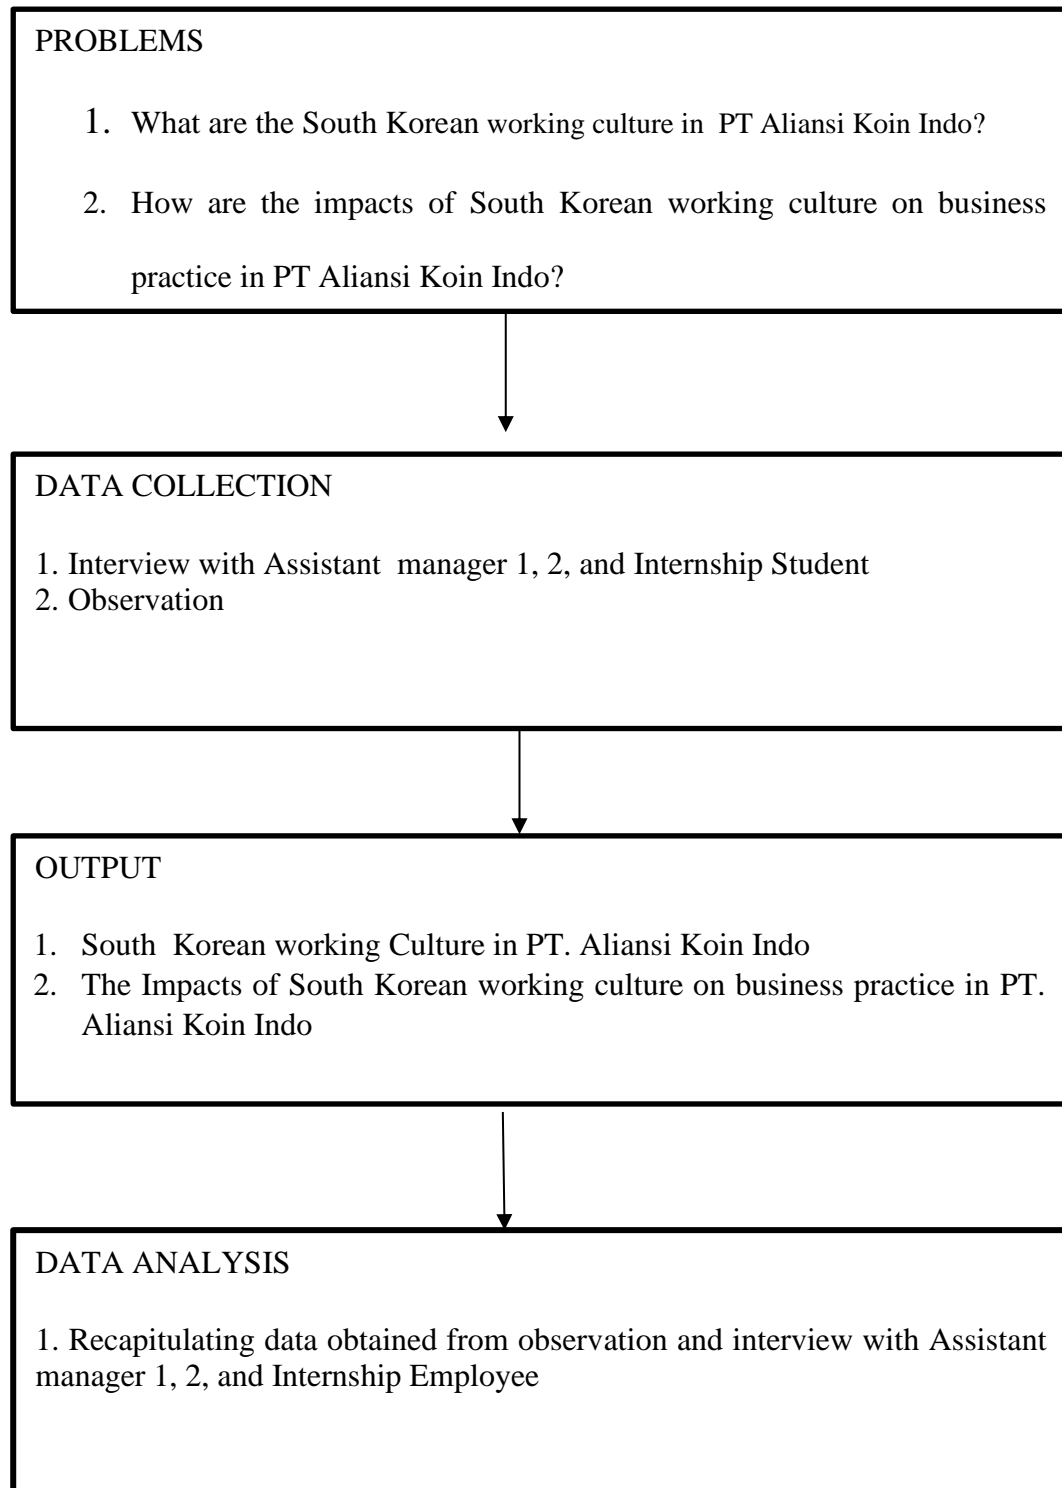 PROBLEMS
1. What are the South Korean working culture in PT Aliansi Koin Indo?
2. How are the impacts of South Korean working culture on business
practice in PT Aliansi Koin Indo?
DATA COLLECTION
1. Interview with Assistant manager 1, 2, and Internship Student
2. Observation
OUTPUT
1. South Korean working Culture in PT. Aliansi Koin Indo
2. The Impacts of South Korean working culture on business practice in PT.
Aliansi Koin Indo
DATA ANALYSIS
1. Recapitulating data obtained from observation and interview with Assistant
manager 1, 2, and Internship Employee